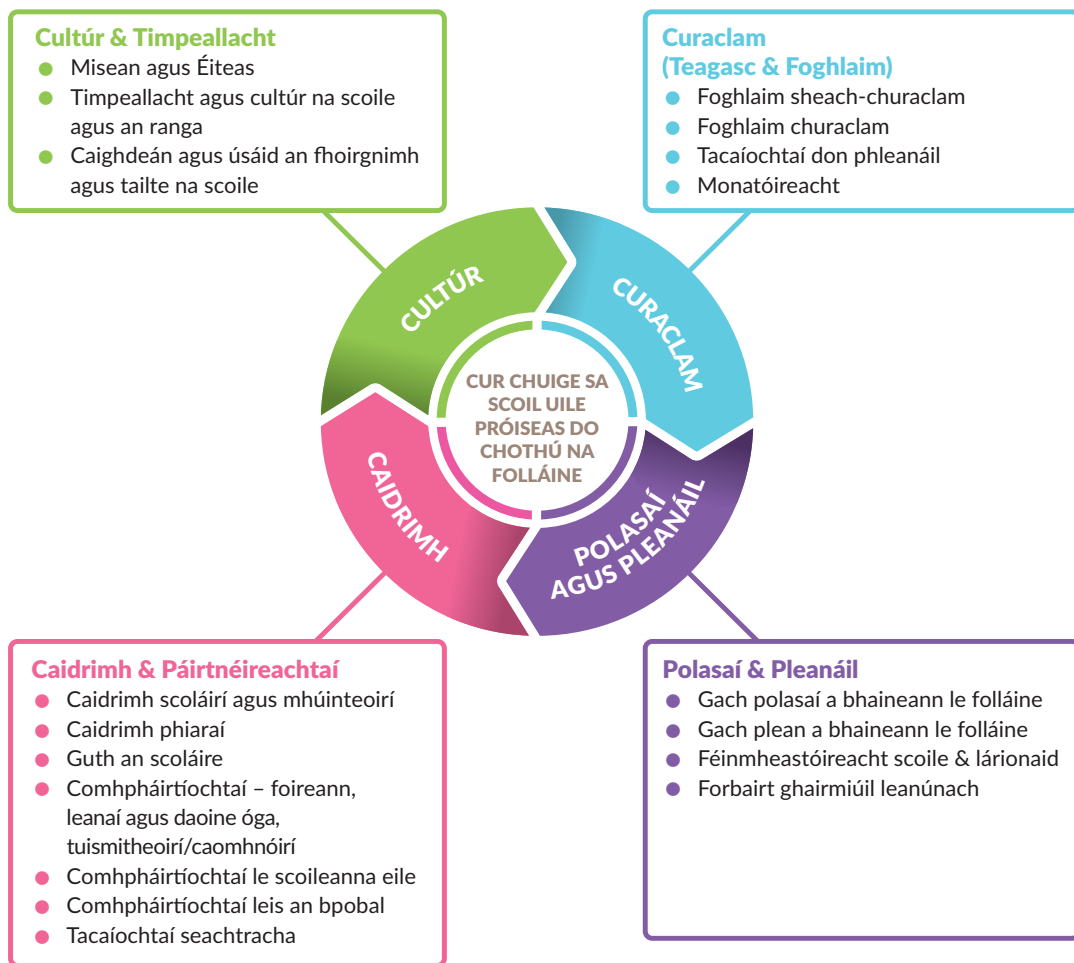 Cultúr & Timpeallacht
Misean agus Éiteas
Timpeallacht agus cultúr na scoile
agus an ranga
Caighdeán agus úsáid an fhoirgnimh
agus tailte na scoile
Curaclam
(Teagasc & Foghlaim)
Foghlaim sheach-churaclam
Foghlaim churaclam
Tacaíochtaí don phleanáil
Monatóireacht
CULTÚR
CURACLAM
CUR CHUIGE SA
SCOIL UILE
PRÓISEAS DO
CHOTHÚ NA
FOLLÁINE
CAIDRIMH
POLASAÍ
AGUS PLEANÁIL
Caidrimh & Páirtnéireachtaí
Caidrimh scoláirí agus mhúinteoirí
Caidrimh phiaraí
Guth an scoláire
Comhpháirtíochtaí – foireann,
leanaí agus daoine óga,
tuismitheoirí/caomhnóirí
Comhpháirtíochtaí le scoileanna eile
Comhpháirtíochtaí leis an bpobal
Tacaíochtaí seachtracha
Polasaí & Pleanáil
Gach polasaí a bhaineann le folláine
Gach plean a bhaineann le folláine
Féinmheastóireacht scoile & lárionaid
Forbairt ghairmiúil leanúnach